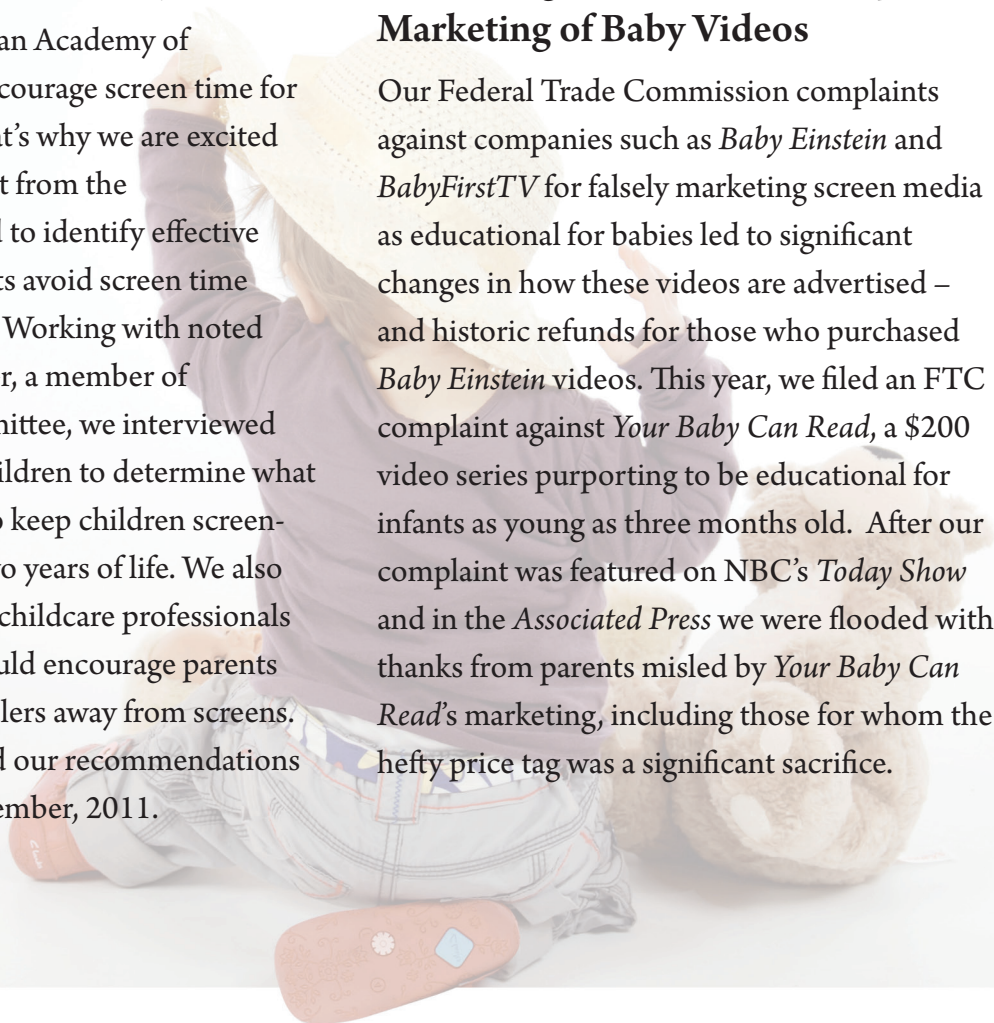 an Academy of
courage screen time for
at's why we are excited
t from the
to identify effective
ts avoid screen time
Working with noted
r, a member of
mittee, we interviewed
ildren to determine what
keep children screen-
o years of life. We also
childcare professionals
uld encourage parents
lers away from screens.
d our recommendations
ember, 2011.
Marketing of Baby Videos
Our Federal Trade Commission complaints
against companies such as Baby Einstein and
BabyFirstTV for falsely marketing screen media
as educational for babies led to significant
changes in how these videos are advertised –
and historic refunds for those who purchased
Baby Einstein videos. This year, we filed an FTC
complaint against Your Baby Can Read, a $200
video series purporting to be educational for
infants as young as three months old.  After our
complaint was featured on NBC's Today Show
and in the Associated Press we were flooded with
thanks from parents misled by Your Baby Can
Read's marketing, including those for whom the
hefty price tag was a significant sacrifice.